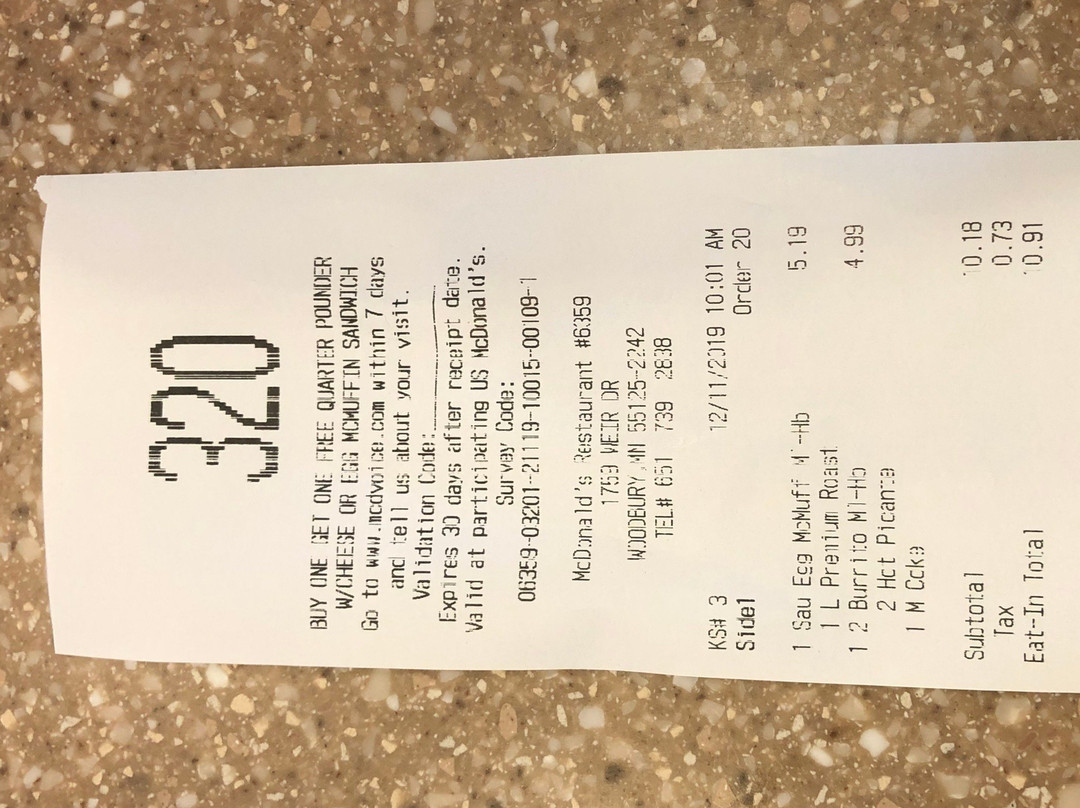 320
BUY ONE GET ONE FREE QUARTER POUNDER
W/CHEESE OR EGG MCMUFFIN SANDWICH
Go to www.mcdvoice.com within 7 days
and tell us about your visit.
Validation Code:__________
Expires 30 days after receipt date.
Valid at participating US McDonald's.
Survey Code:
06359-03201-21119-10015-00109-1
McDonald's Restaurant #6359
1759 WEIR DR
WOODBURY,MN 55125-2242
TEL# 651 739 2838
KS# 3 12/11/2019 10:01 AM
Side1 Order 20
1 Sau Egg McMuff Ml-Hb 5.19
1 L Premium Roast
1 2 Burrito Ml-Hb 4.99
2 Hot Picante
1 M Coke
Subtotal 10.18
Tax 0.73
Eat-In Total 10.91